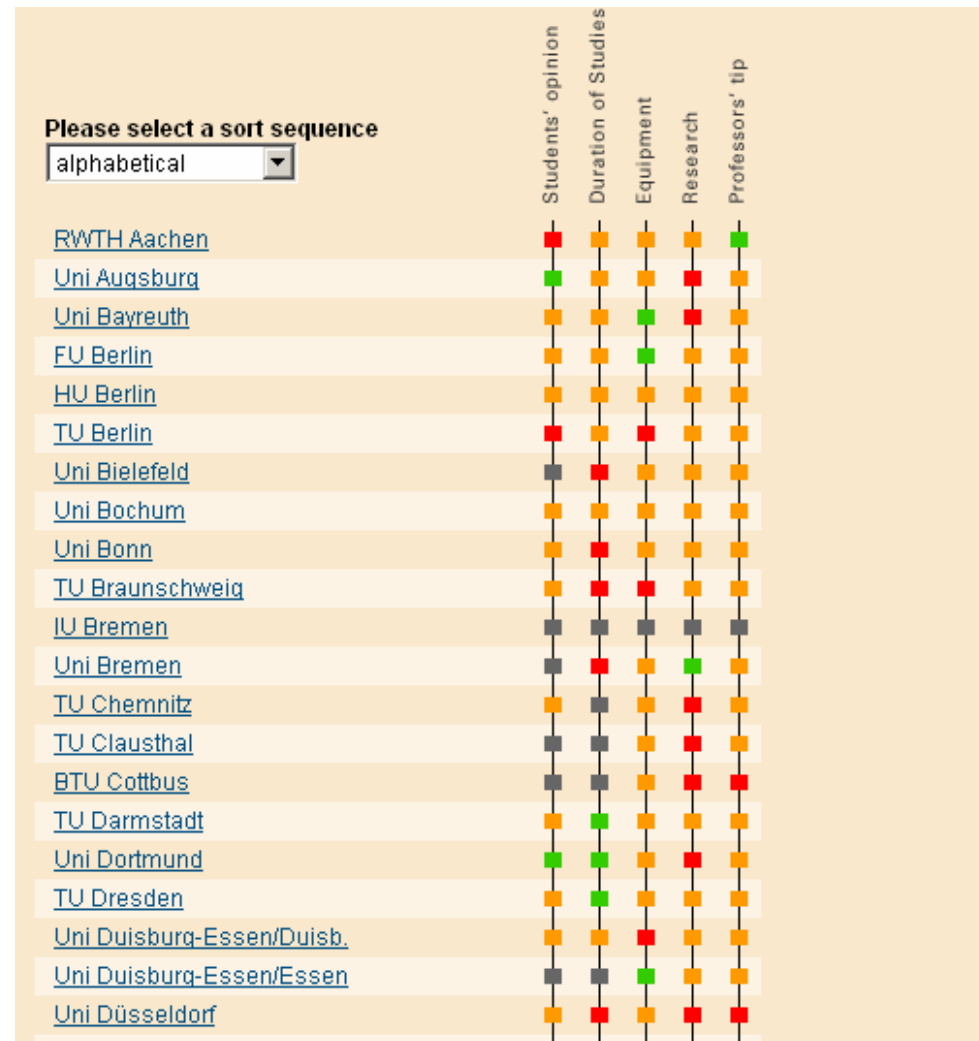 Students' opinion
Duration of Studies
Equipment
Research
Professors' tip
Please select a sort sequence
alphabetical
RWTH Aachen
Uni Augsburg
Uni Bayreuth
FU Berlin
HU Berlin
TU Berlin
Uni Bielefeld
Uni Bochum
Uni Bonn
TU Braunschweig
IU Bremen
Uni Bremen
TU Chemnitz
TU Clausthal
BTU Cottbus
TU Darmstadt
Uni Dortmund
TU Dresden
Uni Duisburg-Essen/Duisb.
Uni Duisburg-Essen/Essen
Uni Düsseldorf